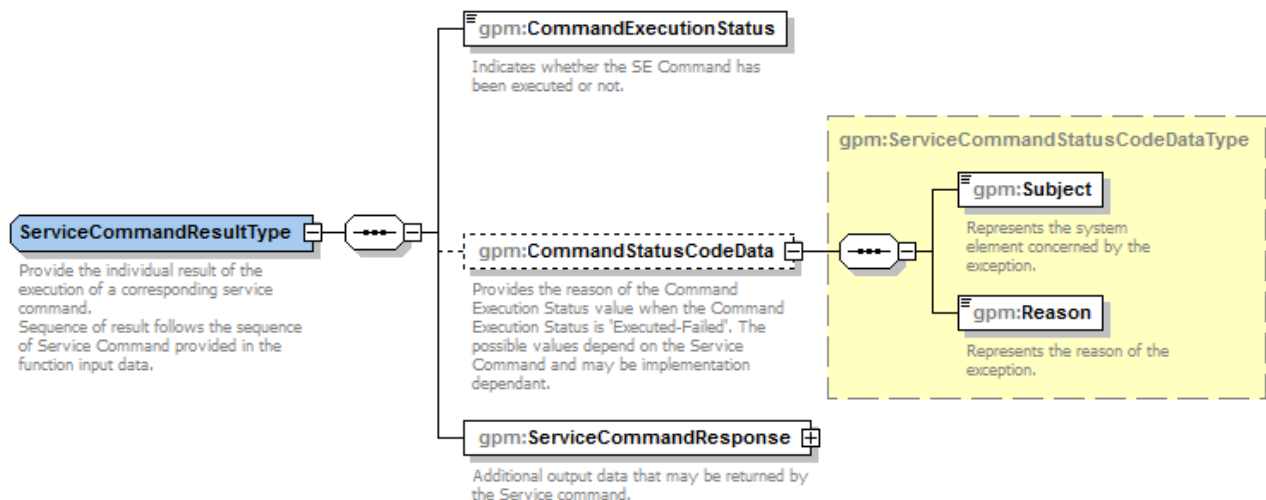 gpm:CommandExecutionStatus
Indicates whether the SE Command has
been executed or not.
gpm:ServiceCommandStatusCodeDataType
gpm:Subject
Represents the system
element concerned by the
exception.
ServiceCommandResultType
Provide the individual result of the
execution of a corresponding service
command.
Sequence of result follows the sequence
of Service Command provided in the
function input data.
gpm:CommandStatusCodeData
Provides the reason of the Command
Execution Status value when the Command
Execution Status is 'Executed-Failed'. The
possible values depend on the Service
Command and may be implementation
dependant.
gpm:Reason
Represents the reason of the
exception.
gpm:ServiceCommandResponse
Additional output data that may be returned by
the Service command.